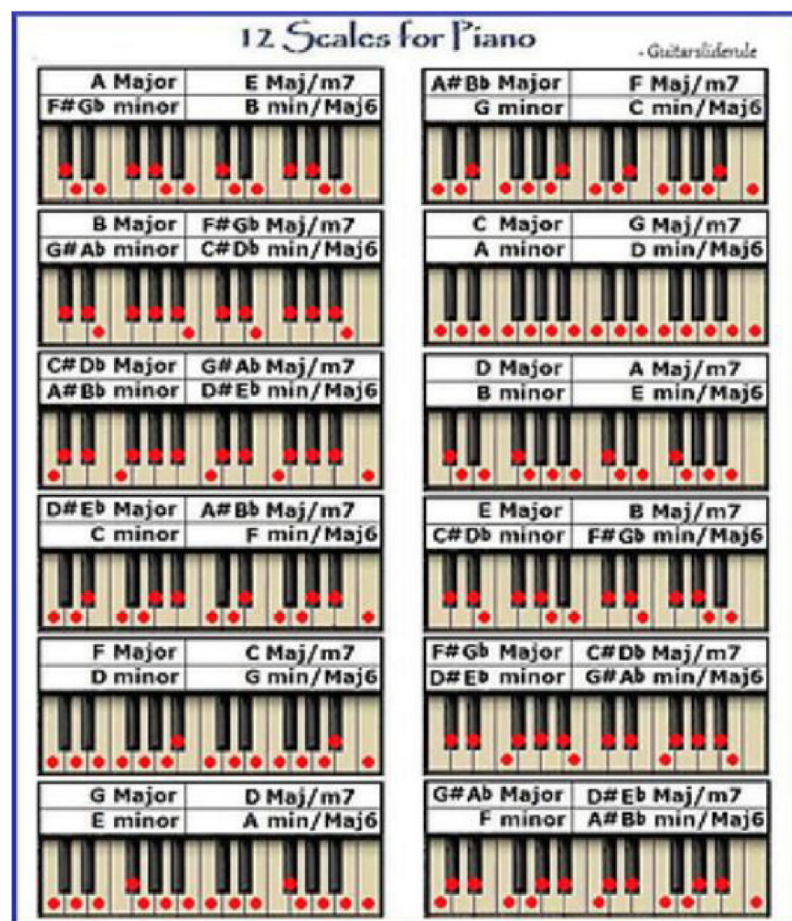 12 Scales for Piano
- Guitarsliderule
A Major E Maj/m7
F#Gb minor B min/Maj6
A#Bb Major F Maj/m7
G minor C min/Maj6
B Major F#Gb Maj/m7
G#Ab minor C#Db min/Maj6
C Major G Maj/m7
A minor D min/Maj6
C#Db Major G#Ab Maj/m7
A#Bb minor D#Eb min/Maj6
D Major A Maj/m7
B minor E min/Maj6
D#Eb Major A#Bb Maj/m7
C minor F min/Maj6
E Major B Maj/m7
C#Db minor F#Gb min/Maj6
F Major C Maj/m7
D minor G min/Maj6
F#Gb Major C#Db Maj/m7
D#Eb minor G#Ab min/Maj6
G Major D Maj/m7
E minor A min/Maj6
G#Ab Major D#Eb Maj/m7
F minor A#Bb min/Maj6